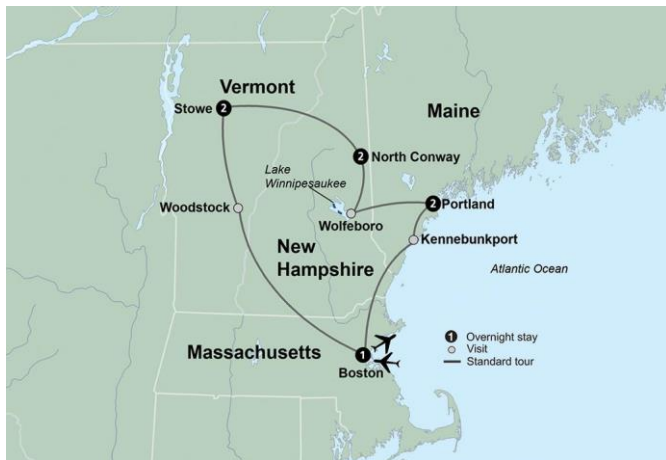 Vermont
Stowe 2
Maine
2 North Conway
Lake
Winnipesaukee
Woodstock
2 Portland
Wolfeboro
Kennebunkport
New
Hampshire
Atlantic Ocean
Massachusetts
1
Boston
1 Overnight stay
Visit
Standard tour